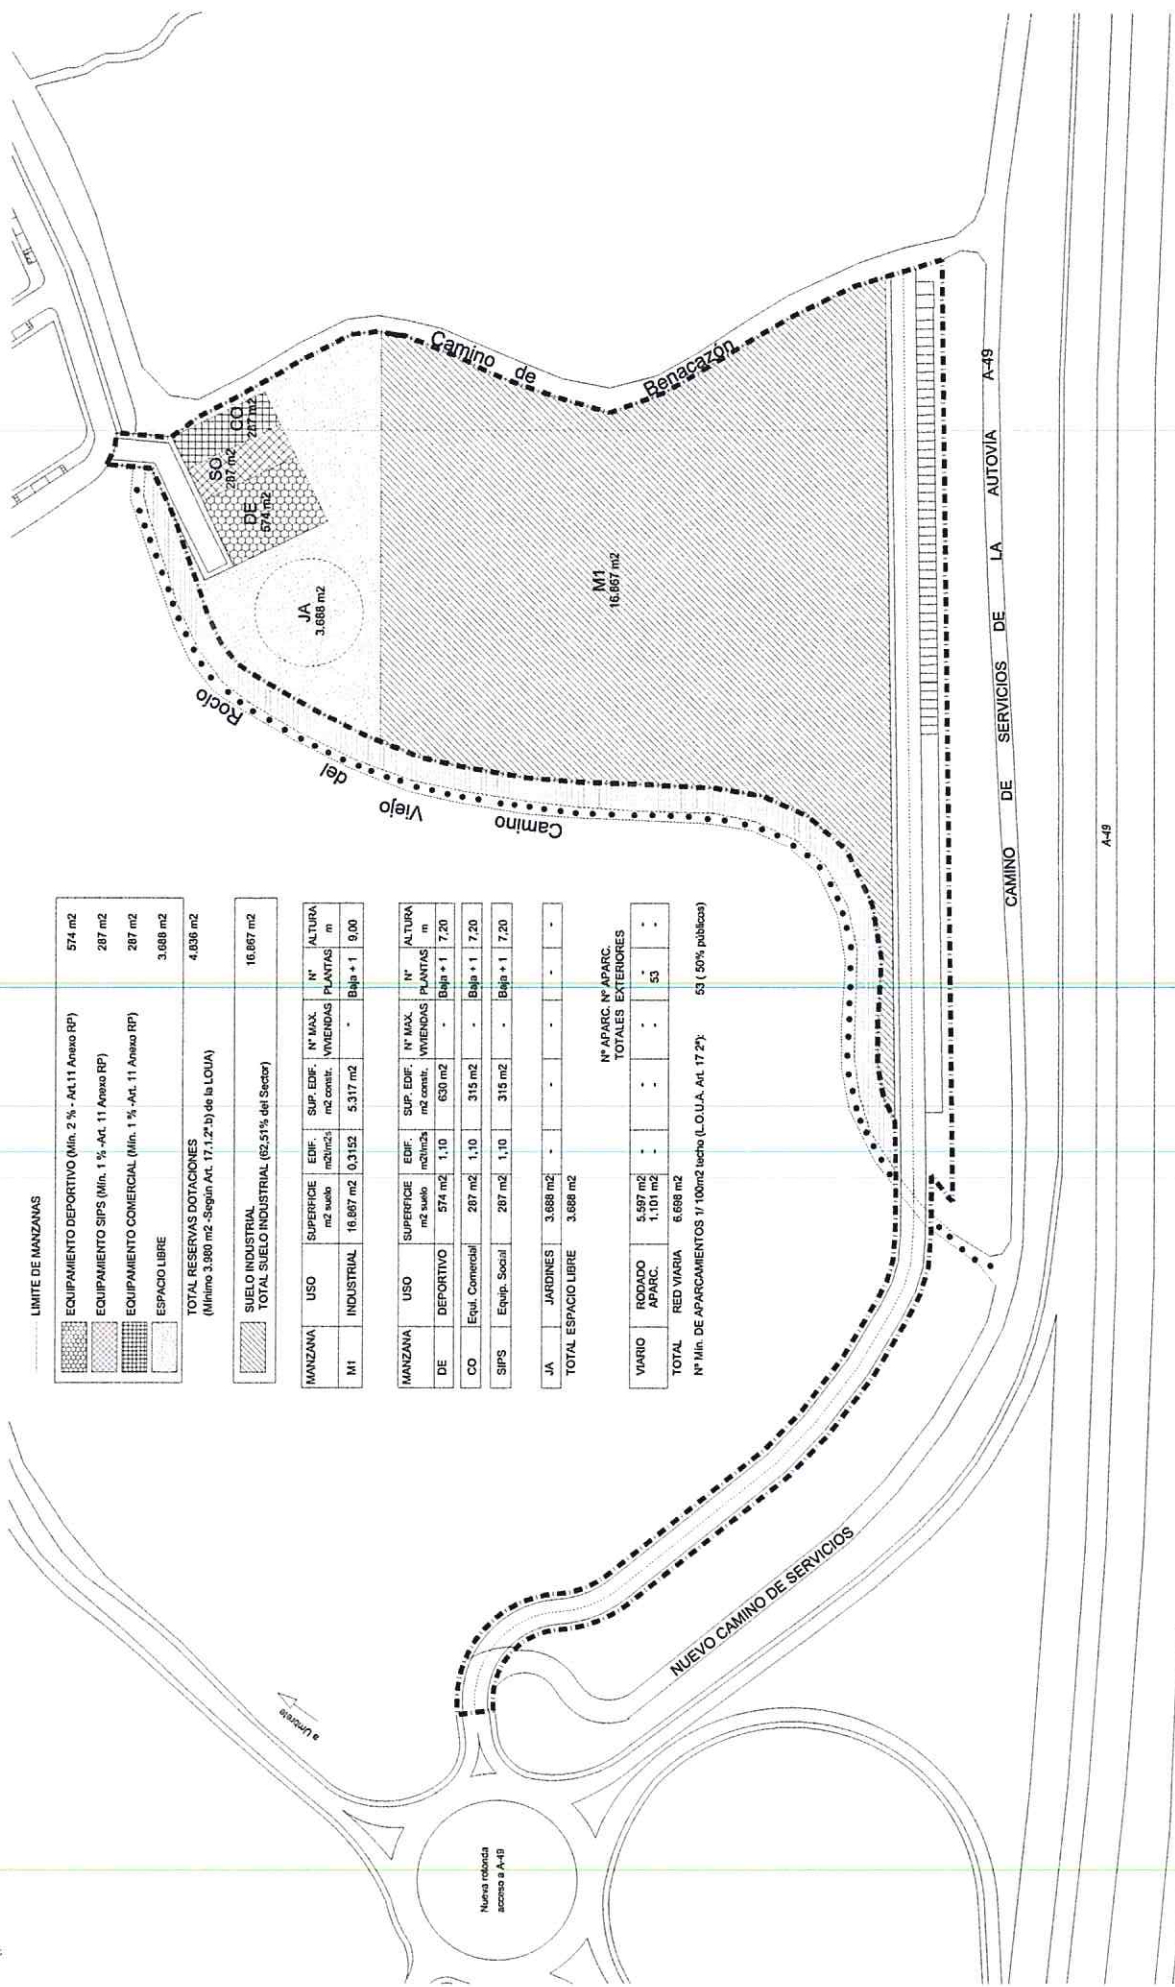 LIMITE DE MANZANAS
EQUIPAMIENTO DEPORTIVO (Mín. 2 % - Art.11 Anexo RP) 574 m2
EQUIPAMIENTO SIPS (Mín. 1 % -Art. 11 Anexo RP) 287 m2
EQUIPAMIENTO COMERCIAL (Mín. 1 % -Art. 11 Anexo RP) 287 m2
ESPACIO LIBRE 3.688 m2
TOTAL RESERVAS DOTACIONES 4.836 m2
(Mínimo 3.980 m2 -Según Art. 17.1.2ª.b) de la LOUA)
SUELO INDUSTRIAL
TOTAL SUELO INDUSTRIAL (62,51% del Sector) 16.867 m2
MANZANA USO SUPERFICIE m2 suelo EDIF. m2t/m2s SUP. EDIF. m2 constr. Nº MAX. VIVIENDAS Nº PLANTAS ALTURA m
M1 INDUSTRIAL 16.867 m2 0,3152 5.317 m2 - Baja + 1 9,00
MANZANA USO SUPERFICIE m2 suelo EDIF. m2t/m2s SUP. EDIF. m2 constr. Nº MAX. VIVIENDAS Nº PLANTAS ALTURA m
DE DEPORTIVO 574 m2 1,10 630 m2 - Baja + 1 7,20
CO Equi. Comercial 287 m2 1,10 315 m2 - Baja + 1 7,20
SIPS Equip. Social 287 m2 1,10 315 m2 - Baja + 1 7,20
JA JARDINES 3.688 m2 - - - - -
TOTAL ESPACIO LIBRE 3.688 m2
Nº APARC. TOTALES Nº APARC. EXTERIORES
VIARIO RODADO 5.597 m2 - - - - -
APARC. 1.101 m2 - - - 53 -
TOTAL RED VIARIA 6.698 m2
Nº Mín. DE APARCAMIENTOS 1/ 100m2 techo (L.O.U.A. Art. 17 2ª): 53 ( 50% públicos)
Camino Viejo del Rocío
JA
3.688 m2
DE
574 m2
SO
287 m2
CO
287 m2
Camino de Benacazón
M1
16.867 m2
CAMINO DE SERVICIOS DE LA AUTOVÍA A-49
A-49
NUEVO CAMINO DE SERVICIOS
a Umbrete
Nueva rotonda
acceso a A-49